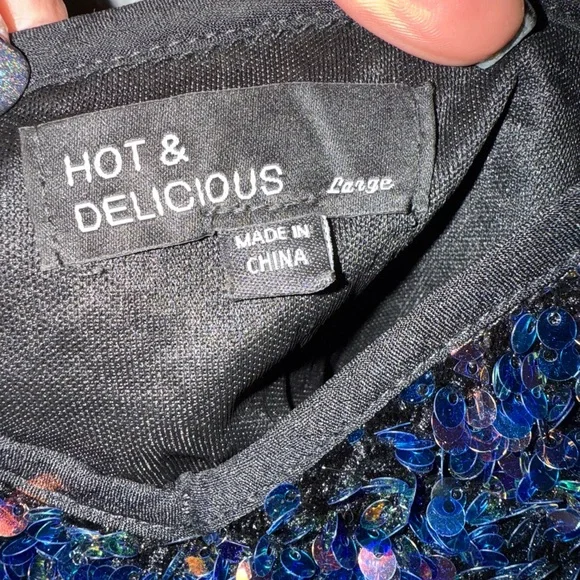 HOT &
DELICIOUS Large
MADE IN
CHINA